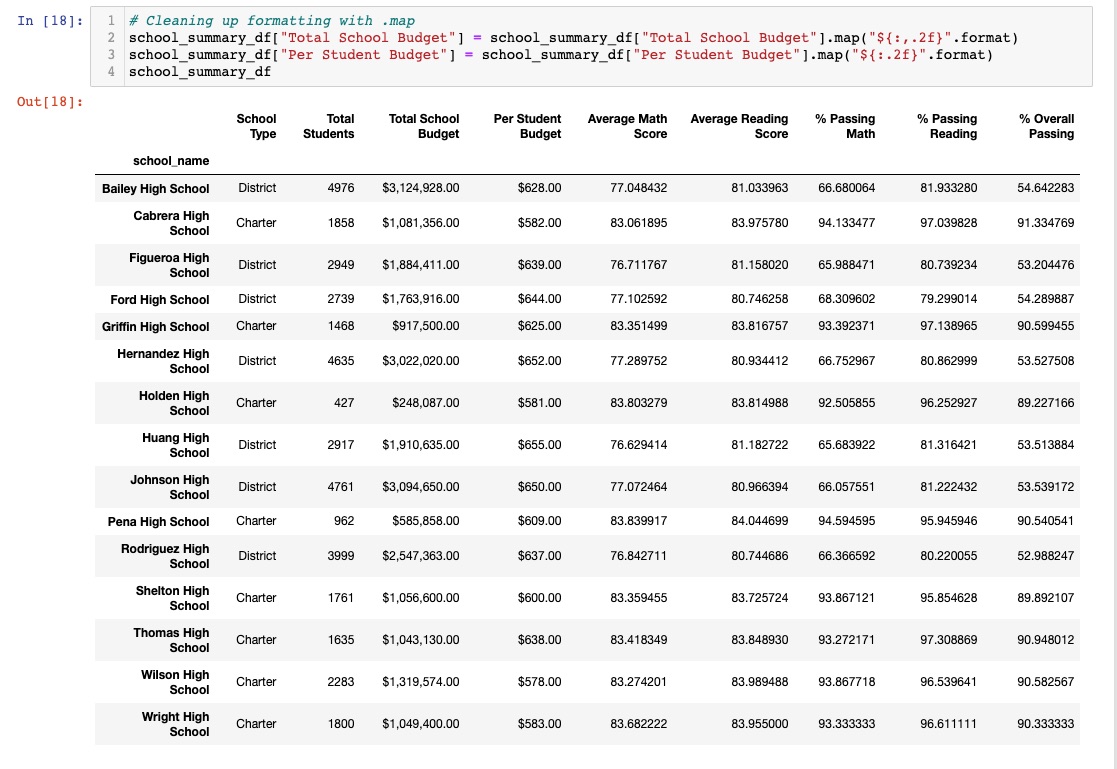 In [18]:
1 # Cleaning up formatting with .map
2 school_summary_df["Total School Budget"] = school_summary_df["Total School Budget"].map("${:,.2f}".format)
3 school_summary_df["Per Student Budget"] = school_summary_df["Per Student Budget"].map("${:.2f}".format)
4 school_summary_df
Out[18]:
School Type Total Students Total School Budget Per Student Budget Average Math Score Average Reading Score % Passing Math % Passing Reading % Overall Passing
school_name
Bailey High School District 4976 $3,124,928.00 $628.00 77.048432 81.033963 66.680064 81.933280 54.642283
Cabrera High School Charter 1858 $1,081,356.00 $582.00 83.061895 83.975780 94.133477 97.039828 91.334769
Figueroa High School District 2949 $1,884,411.00 $639.00 76.711767 81.158020 65.988471 80.739234 53.204476
Ford High School District 2739 $1,763,916.00 $644.00 77.102592 80.746258 68.309602 79.299014 54.289887
Griffin High School Charter 1468 $917,500.00 $625.00 83.351499 83.816757 93.392371 97.138965 90.599455
Hernandez High School District 4635 $3,022,020.00 $652.00 77.289752 80.934412 66.752967 80.862999 53.527508
Holden High School Charter 427 $248,087.00 $581.00 83.803279 83.814988 92.505855 96.252927 89.227166
Huang High School District 2917 $1,910,635.00 $655.00 76.629414 81.182722 65.683922 81.316421 53.513884
Johnson High School District 4761 $3,094,650.00 $650.00 77.072464 80.966394 66.057551 81.222432 53.539172
Pena High School Charter 962 $585,858.00 $609.00 83.839917 84.044699 94.594595 95.945946 90.540541
Rodriguez High School District 3999 $2,547,363.00 $637.00 76.842711 80.744686 66.366592 80.220055 52.988247
Shelton High School Charter 1761 $1,056,600.00 $600.00 83.359455 83.725724 93.867121 95.854628 89.892107
Thomas High School Charter 1635 $1,043,130.00 $638.00 83.418349 83.848930 93.272171 97.308869 90.948012
Wilson High School Charter 2283 $1,319,574.00 $578.00 83.274201 83.989488 93.867718 96.539641 90.582567
Wright High School Charter 1800 $1,049,400.00 $583.00 83.682222 83.955000 93.333333 96.611111 90.333333